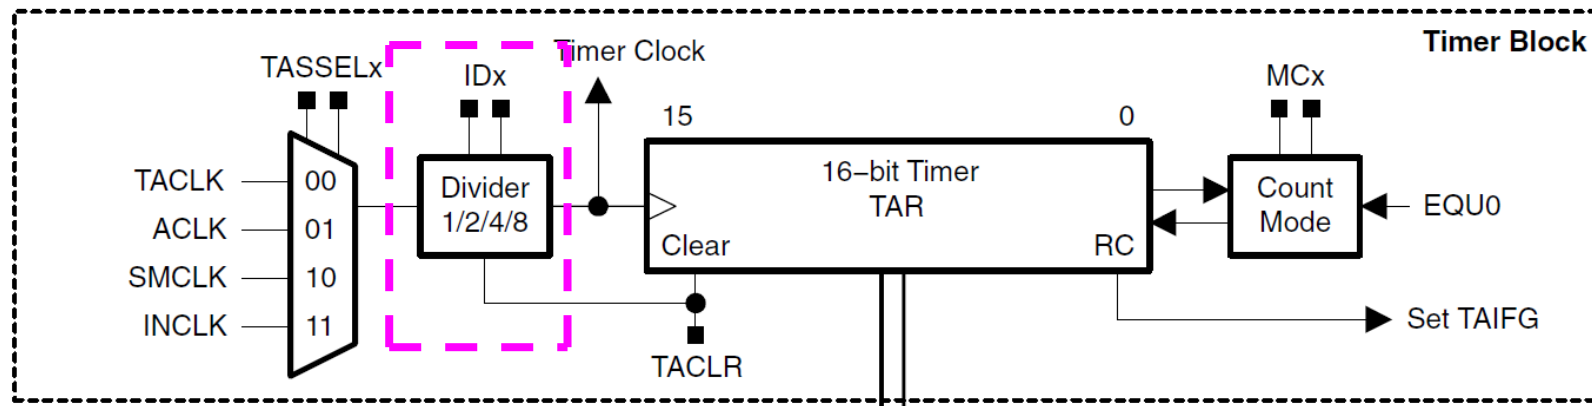 Timer Block
TASSELx
IDx
Timer Clock
MCx
15
0
TACLK
00
ACLK
01
SMCLK
10
INCLK
11
Divider
1/2/4/8
16−bit Timer
TAR
Clear
RC
Count
Mode
EQU0
Set TAIFG
TACLR